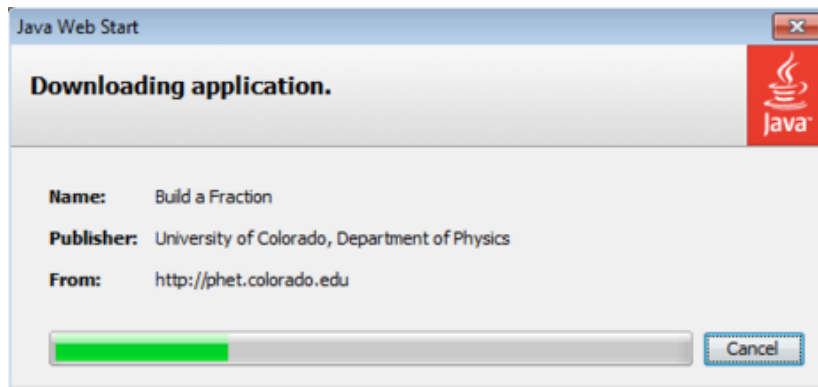 Java Web Start
Downloading application.
Java
Name: Build a Fraction
Publisher: University of Colorado, Department of Physics
From: http://phet.colorado.edu
Cancel